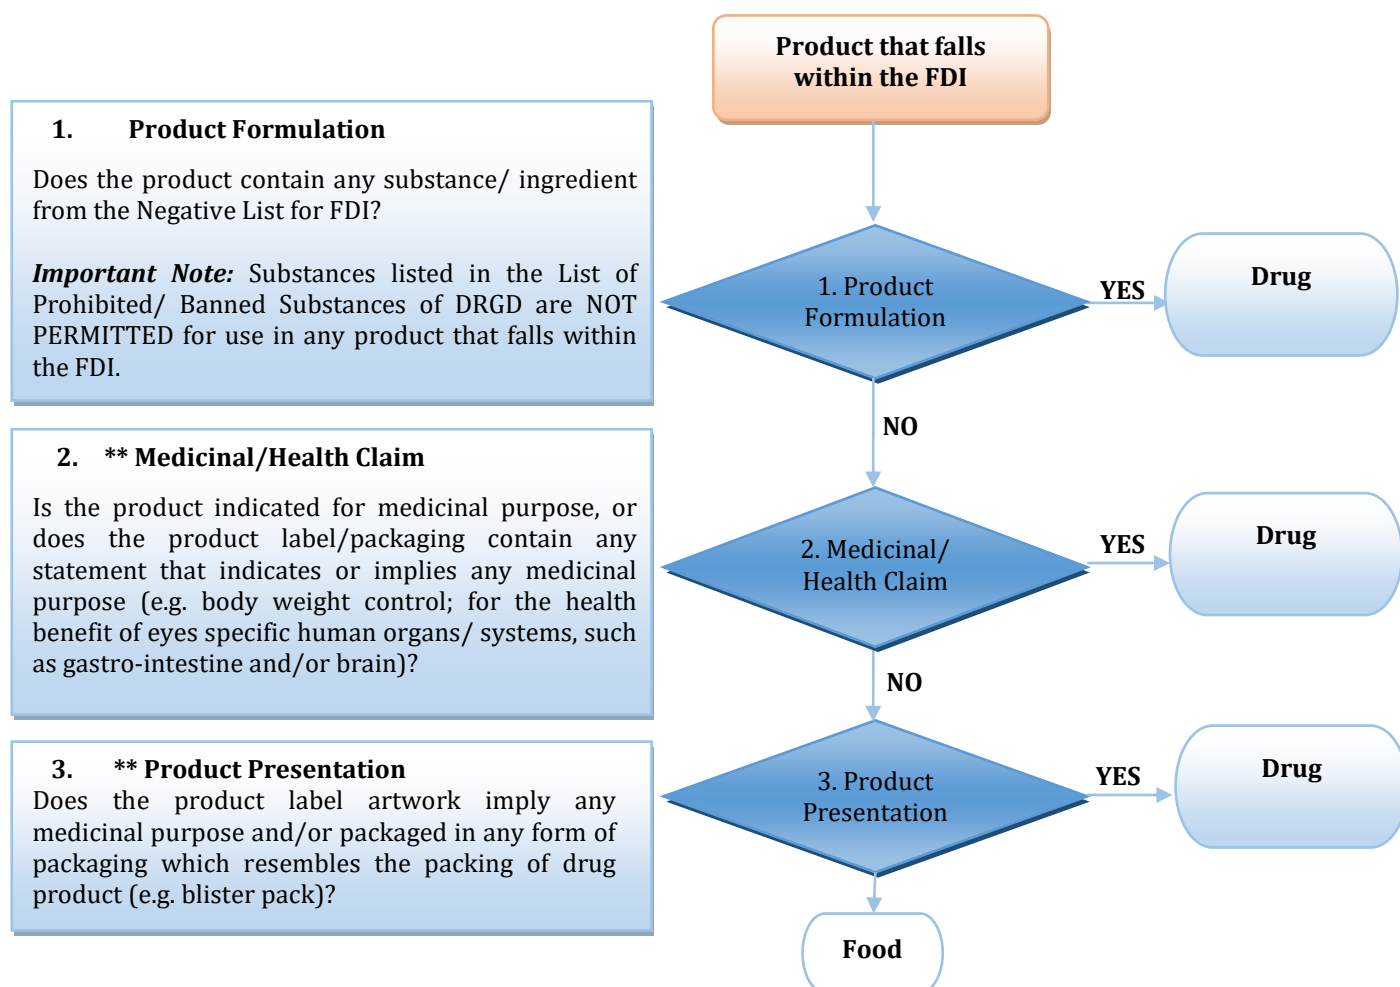 Product that falls
within the FDI
1. Product Formulation
Does the product contain any substance/ ingredient
from the Negative List for FDI?
Important Note: Substances listed in the List of
Prohibited/ Banned Substances of DRGD are NOT
PERMITTED for use in any product that falls within
the FDI.
1. Product
Formulation
YES
Drug
NO
2. ** Medicinal/Health Claim
Is the product indicated for medicinal purpose, or
does the product label/packaging contain any
statement that indicates or implies any medicinal
purpose (e.g. body weight control; for the health
benefit of eyes specific human organs/ systems, such
as gastro-intestine and/or brain)?
2. Medicinal/
Health Claim
YES
Drug
NO
3. ** Product Presentation
Does the product label artwork imply any
medicinal purpose and/or packaged in any form of
packaging which resembles the packing of drug
product (e.g. blister pack)?
3. Product
Presentation
YES
Drug
Food